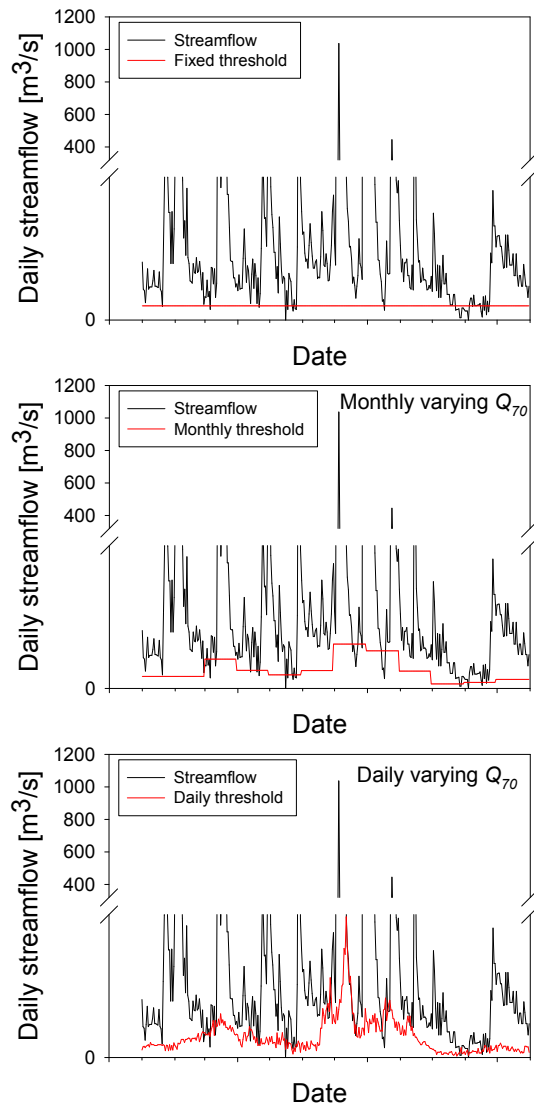 1200
1000
800
600
400
0
Daily streamflow [m³/s]
Streamflow
Fixed threshold
Date
1200
1000
800
600
400
0
Daily streamflow [m³/s]
Streamflow
Monthly threshold
Monthly varying Q70
Date
1200
1000
800
600
400
0
Daily streamflow [m³/s]
Streamflow
Daily threshold
Daily varying Q70
Date